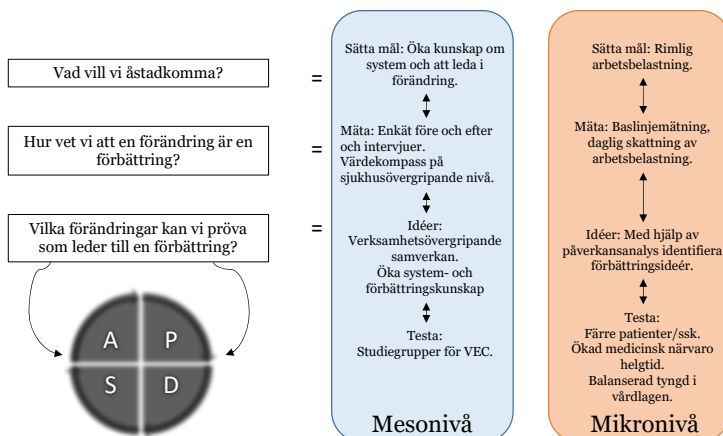 Vad vill vi åstadkomma?
Hur vet vi att en förändring är en
förbättring?
Vilka förändringar kan vi pröva
som leder till en förbättring?
A
P
S
D
=
=
=
Sätta mål: Öka kunskap om
system och att leda i
förändring.
Mäta: Enkät före och efter
och intervjuer.
Värdekompass på
sjukhusövergripande nivå.
Idéer:
Verksamhetsövergripande
samverkan.
Öka system- och
förbättringskunskap
Testa:
Studiegrupper för VEC.
Mesonivå
Sätta mål: Rimlig
arbetsbelastning.
Mäta: Baslinjemätning,
daglig skattning av
arbetsbelastning.
Idéer: Med hjälp av
påverkansanalys identifiera
förbättringsideér.
Testa:
Färre patienter/ssk.
Ökad medicinsk närvaro
helgtid.
Balanserad tyngd i
vårdlagen.
Mikronivå